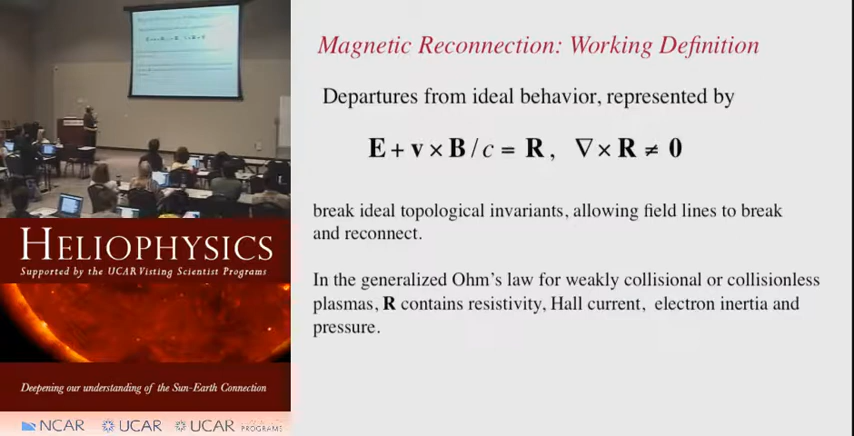 Magnetic Reconnection: Working Definition
Departures from ideal behavior, represented by
E + v × B / c = R, ∇ × R ≠ 0
break ideal topological invariants, allowing field lines to break
and reconnect.
In the generalized Ohm's law for weakly collisional or collisionless
plasmas, R contains resistivity, Hall current, electron inertia and
pressure.
HELIOPHYSICS
Supported by the UCAR Visting Scientist Programs
Deepening our understanding of the Sun-Earth Connection
NCAR UCAR UCAR PROGRAMS